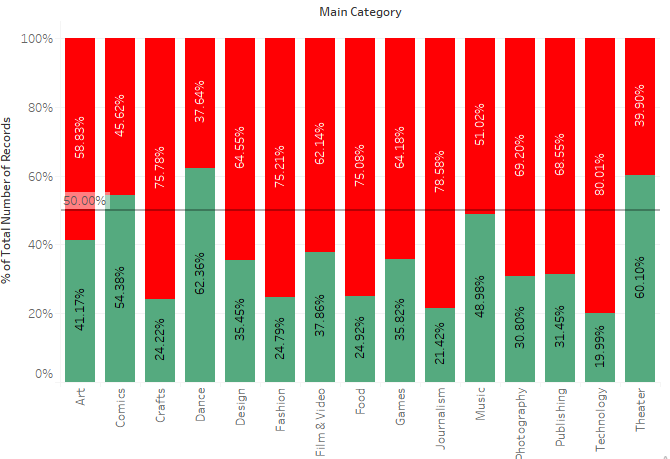 Main Category
% of Total Number of Records
100%
80%
60%
40%
20%
0%
50.00%
58.83%
45.62%
75.78%
37.64%
64.55%
75.21%
62.14%
75.08%
64.18%
78.58%
51.02%
69.20%
68.55%
80.01%
39.90%
41.17%
54.38%
24.22%
62.36%
35.45%
24.79%
37.86%
24.92%
35.82%
21.42%
48.98%
30.80%
31.45%
19.99%
60.10%
Art
Comics
Crafts
Dance
Design
Fashion
Film & Video
Food
Games
Journalism
Music
Photography
Publishing
Technology
Theater